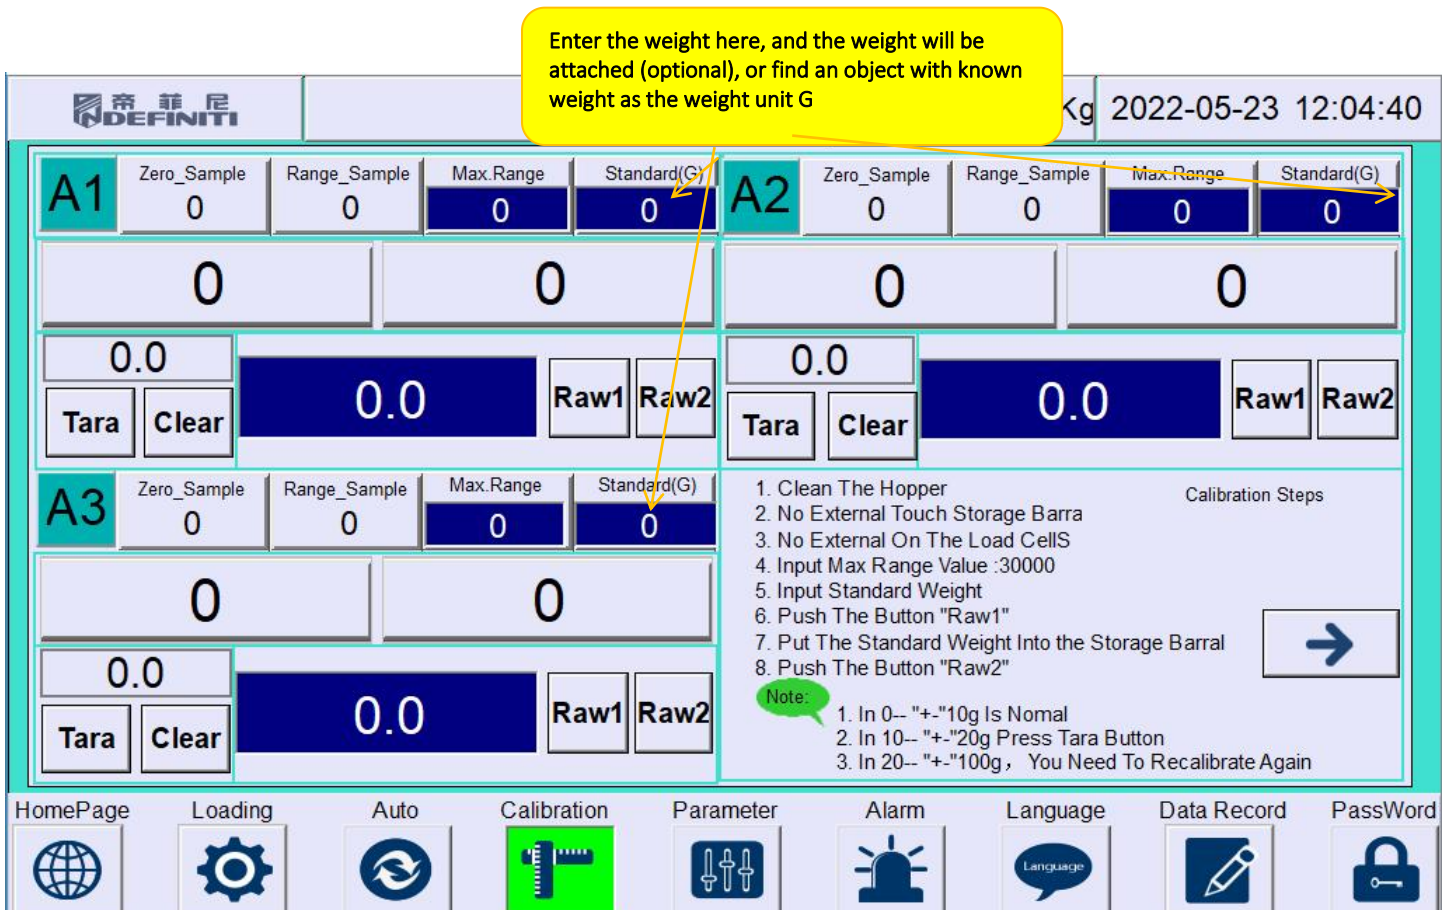 Enter the weight here, and the weight will be
attached (optional), or find an object with known
weight as the weight unit G
帝菲尼
DEFINITI
Kg
2022-05-23 12:04:40
A1
Zero_Sample
0
Range_Sample
0
Max.Range
0
Standard(G)
0
0
0
0.0
Tara
Clear
0.0
Raw1
Raw2
A2
Zero_Sample
0
Range_Sample
0
Max.Range
0
Standard(G)
0
0
0
0.0
Tara
Clear
0.0
Raw1
Raw2
A3
Zero_Sample
0
Range_Sample
0
Max.Range
0
Standard(G)
0
0
0
0.0
Tara
Clear
0.0
Raw1
Raw2
Calibration Steps
1. Clean The Hopper
2. No External Touch Storage Barra
3. No External On The Load CellS
4. Input Max Range Value :30000
5. Input Standard Weight
6. Push The Button "Raw1"
7. Put The Standard Weight Into the Storage Barral
8. Push The Button "Raw2"
Note:
1. In 0-- "+-"10g Is Nomal
2. In 10-- "+-"20g Press Tara Button
3. In 20-- "+-"100g，You Need To Recalibrate Again
HomePage
Loading
Auto
Calibration
Parameter
Alarm
Language
Language
Data Record
PassWord